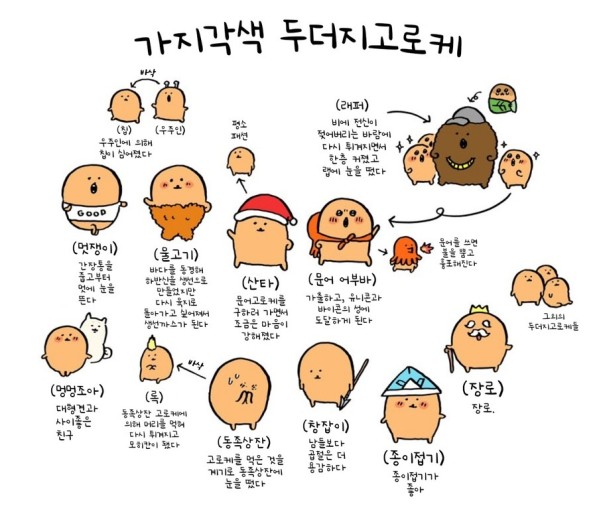 가지각색 두더지고로케
바삭
(칩)
(우주인)
우주인에 의해
칩이 심어졌다
평소
패션
(래퍼)
비에 전신이
젖어버리는 바람에
다시 튀겨지면서
한층 커졌고
랩에 눈을 떴다
GOOD
(멋쟁이)
간장통을
줍고부터
멋에 눈을
뜬다
(물고기)
바다를 동경해
하반신을 생선으로
만들었지만
다시 육지로
돌아가고 싶어져서
생선까스가 된다
(산타)
문어고로케를
구하러 가면서
조금은 마음이
강해졌다
(문어 어부바)
가출하고, 유니콘과
바이콘의 성에
도달하게 된다
문어를 쓰면
불을 뿜고
흉포해진다
그외의
두더지고로케들
(멍멍조아)
대형견과
사이좋은
친구
(륙)
동족상잔 고로케에
의해 머리를 먹혀
다시 튀겨지고
모히칸이 됐다
바삭
(동족상잔)
고로케를 먹은 것을
계기로 동족상잔에
눈을 떴다
(창잡이)
남들보다
곱절은 더
용감하다
(종이접기)
종이접기가
좋아
(장로)
장로.